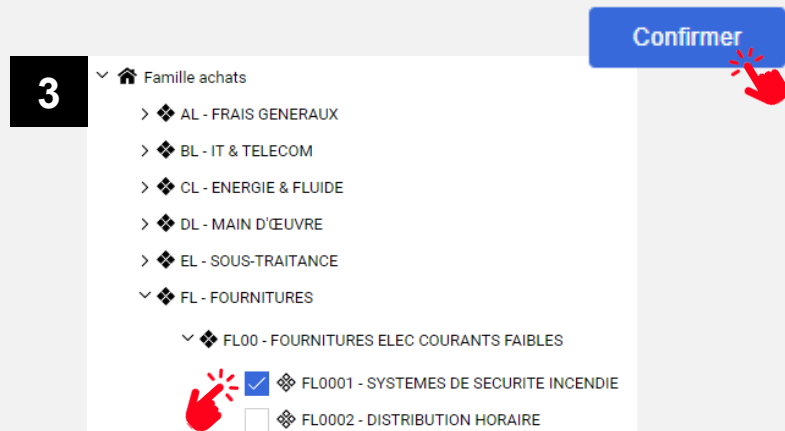 Confirmer
3
Famille achats
AL - FRAIS GENERAUX
BL - IT & TELECOM
CL - ENERGIE & FLUIDE
DL - MAIN D'ŒUVRE
EL - SOUS-TRAITANCE
FL - FOURNITURES
FL00 - FOURNITURES ELEC COURANTS FAIBLES
FL0001 - SYSTEMES DE SECURITE INCENDIE
FL0002 - DISTRIBUTION HORAIRE